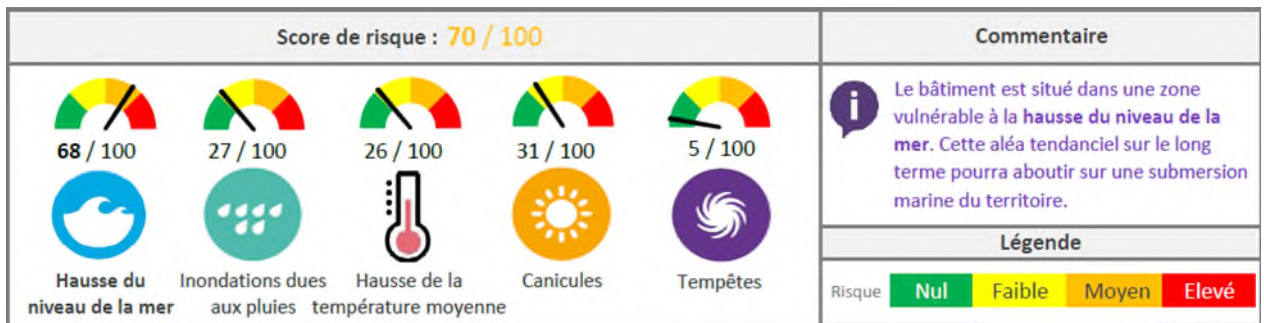 Score de risque : 70 / 100
68 / 100
27 / 100
26 / 100
31 / 100
5 / 100
Hausse du
niveau de la mer
Inondations dues
aux pluies
Hausse de la
température moyenne
Canicules
Tempêtes
Commentaire
Le bâtiment est situé dans une zone
vulnérable à la hausse du niveau de la
mer. Cette aléa tendanciel sur le long
terme pourra aboutir sur une submersion
marine du territoire.
Légende
Risque Nul Faible Moyen Elevé